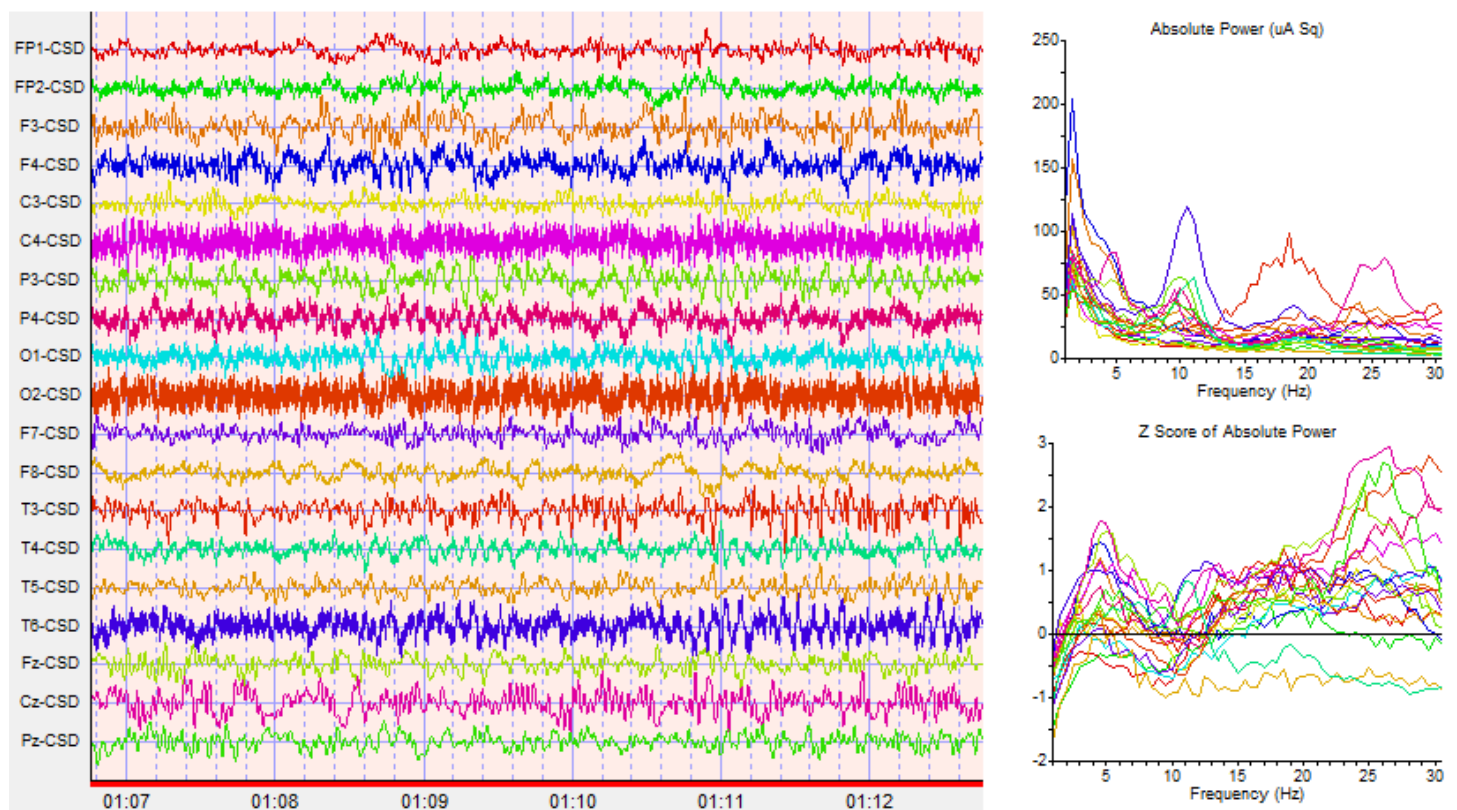 FP1-CSD
FP2-CSD
F3-CSD
F4-CSD
C3-CSD
C4-CSD
P3-CSD
P4-CSD
O1-CSD
O2-CSD
F7-CSD
F8-CSD
T3-CSD
T4-CSD
T5-CSD
T6-CSD
Fz-CSD
Cz-CSD
Pz-CSD
01:07 01:08 01:09 01:10 01:11 01:12
Absolute Power (uA Sq)
250
200
150
100
50
0
5 10 15 20 25 30
Frequency (Hz)
Z Score of Absolute Power
3
2
1
0
-1
-2
5 10 15 20 25 30
Frequency (Hz)